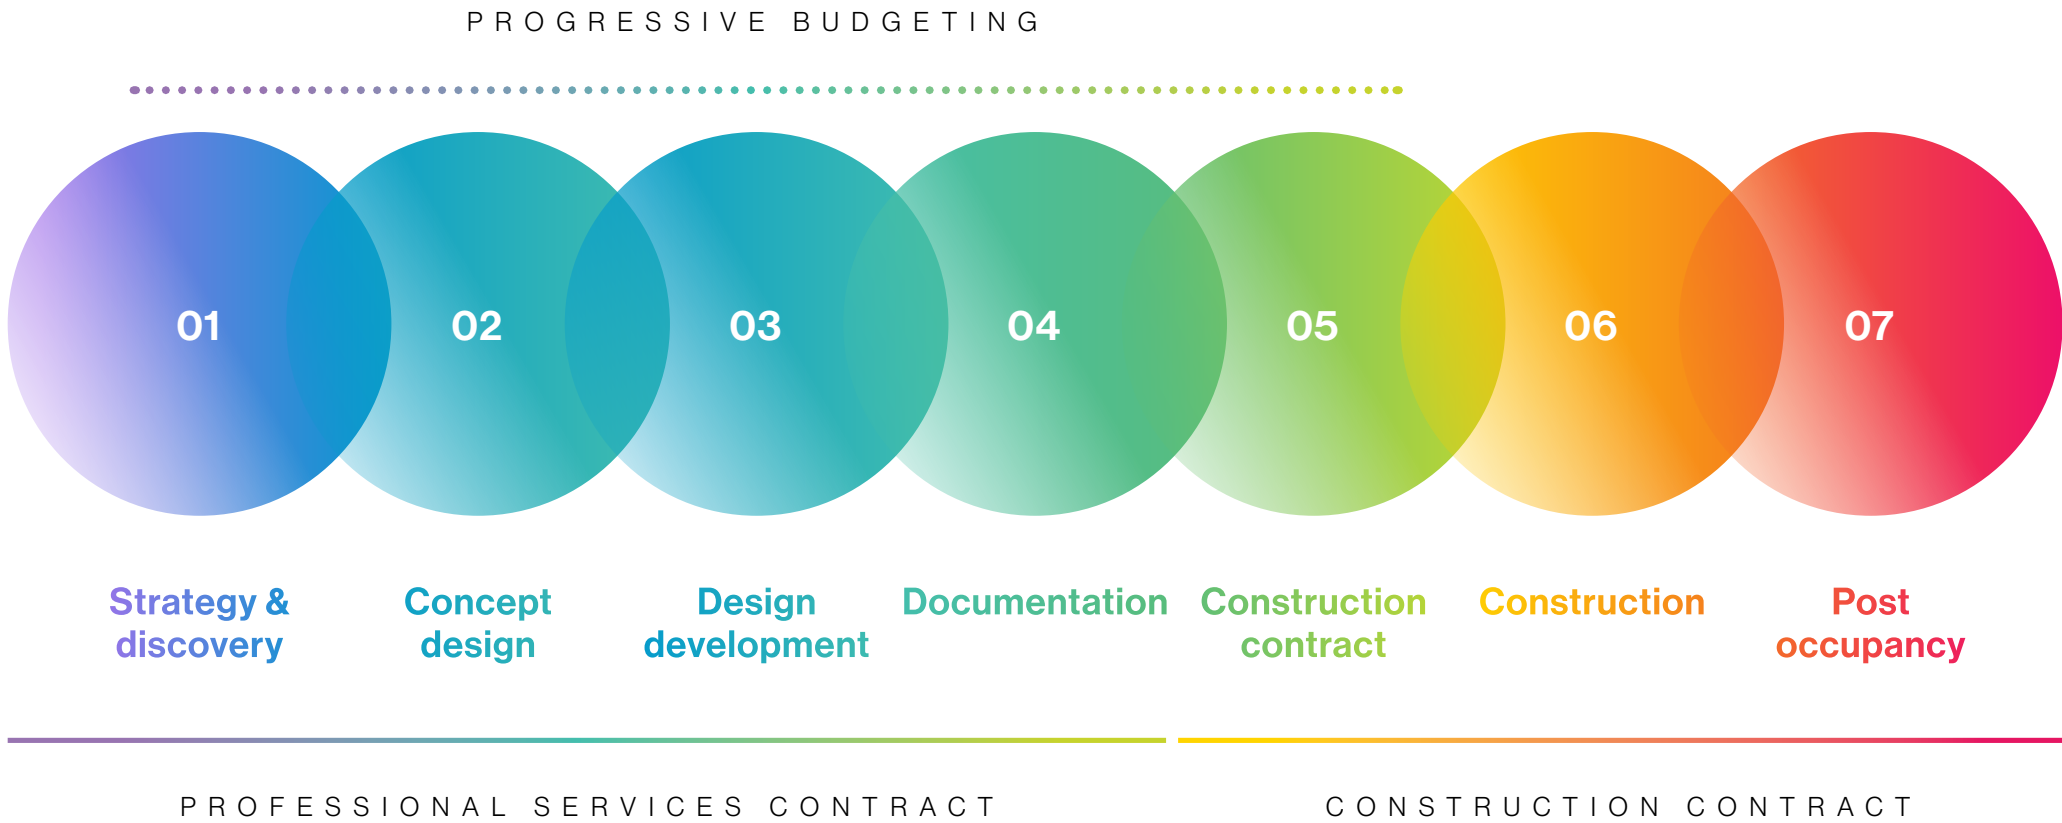 PROGRESSIVE BUDGETING
01 02 03 04 05 06 07
Strategy & discovery
Concept design
Design development
Documentation
Construction contract
Construction
Post occupancy
PROFESSIONAL SERVICES CONTRACT
CONSTRUCTION CONTRACT